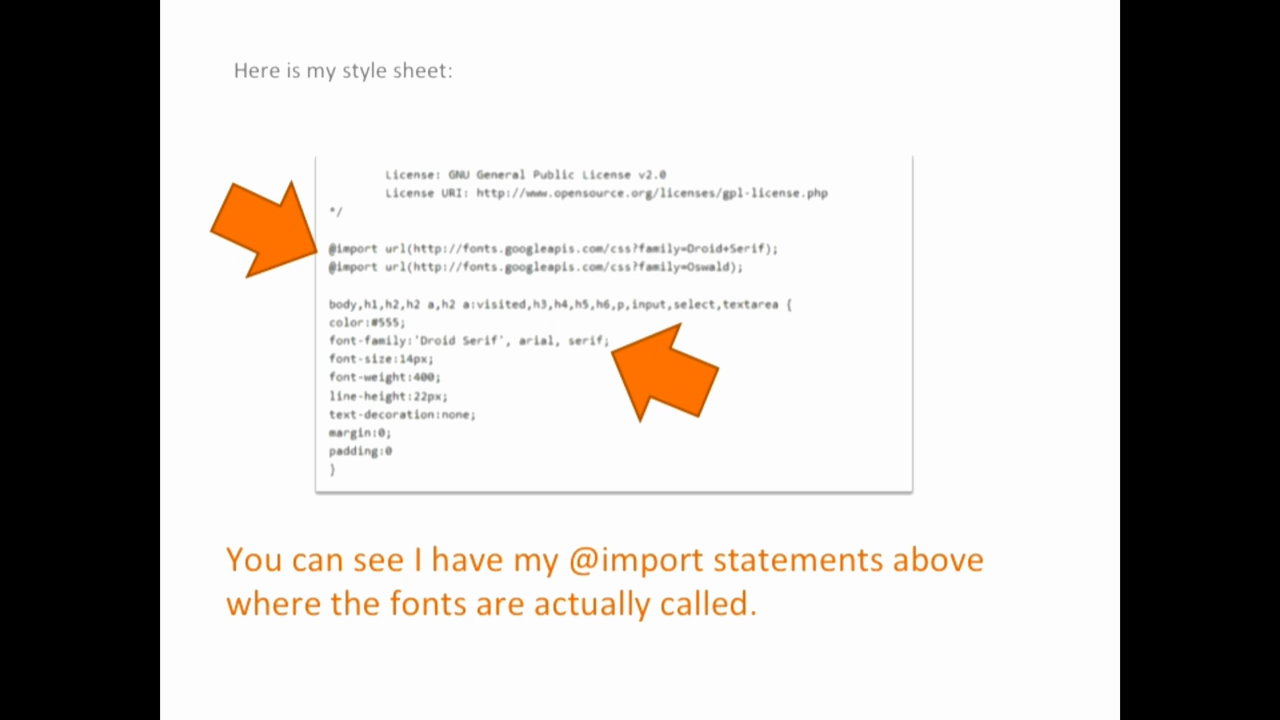 Here is my style sheet:
License: GNU General Public License v2.0
License URI: http://www.opensource.org/licenses/gpl-license.php
*/
@import url(http://fonts.googleapis.com/css?family=Droid+Serif);
@import url(http://fonts.googleapis.com/css?family=Oswald);
body,h1,h2,h2 a,h2 a:visited,h3,h4,h5,h6,p,input,select,textarea {
color:#555;
font-family:'Droid Serif', arial, serif;
font-size:14px;
font-weight:400;
line-height:22px;
text-decoration:none;
margin:0;
padding:0
}
You can see I have my @import statements above
where the fonts are actually called.